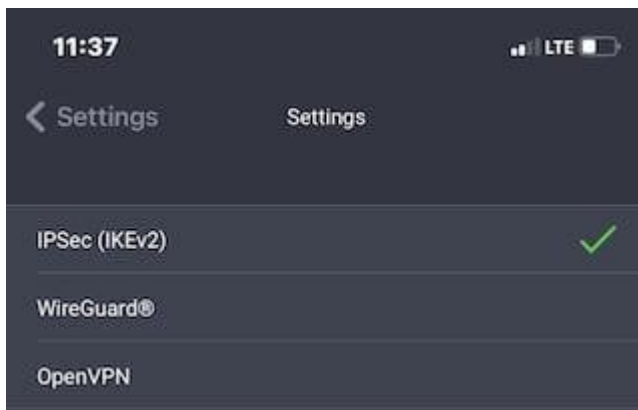 11:37 LTE
Settings Settings
IPSec (IKEv2)
WireGuard®
OpenVPN